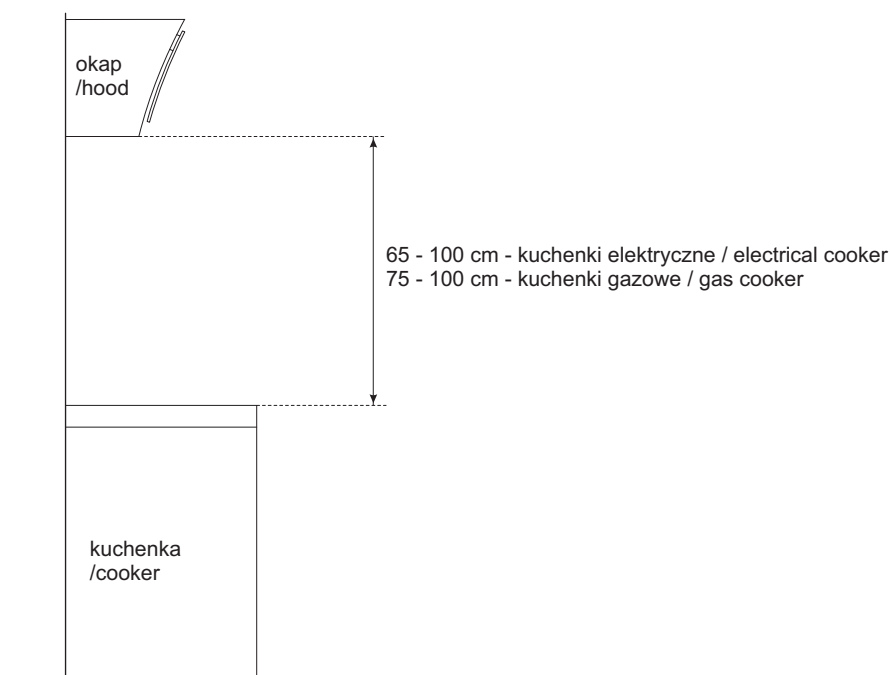 okap
/hood
65 - 100 cm - kuchenki elektryczne / electrical cooker
75 - 100 cm - kuchenki gazowe / gas cooker
kuchenka
/cooker